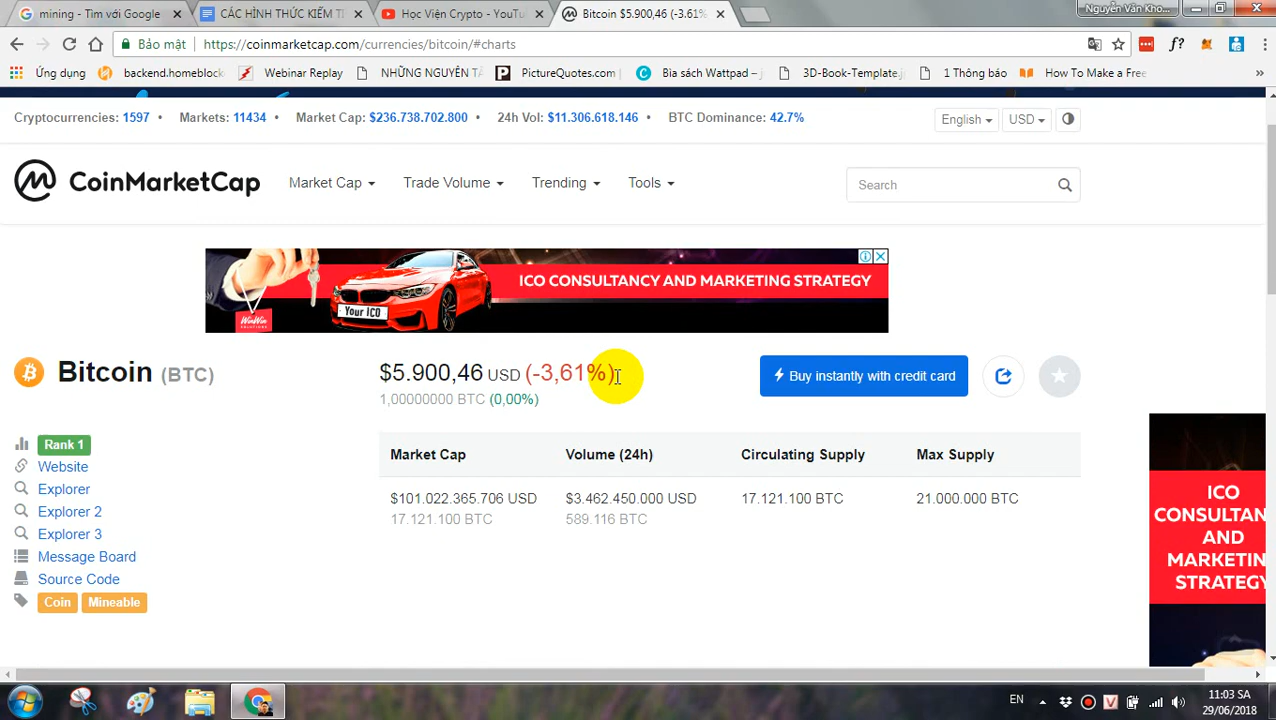 mining - Tìm với Google
CÁC HÌNH THỨC KIẾM T
Học Viện Crypto - YouTu
Bitcoin $5.900,46 (-3.61%
Nguyễn Văn Kho...
Bảo mật
https://coinmarketcap.com/currencies/bitcoin/#charts
Ứng dụng
backend.homeblock
Webinar Replay
NHỮNG NGUYÊN TẮ
PictureQuotes.com
Bìa sách Wattpad –
3D-Book-Template.j
1 Thông báo
How To Make a Free
Cryptocurrencies: 1597 • Markets: 11434 • Market Cap: $236.738.702.800 • 24h Vol: $11.306.618.146 • BTC Dominance: 42.7%
English
USD
CoinMarketCap
Market Cap
Trade Volume
Trending
Tools
Search
ICO CONSULTANCY AND MARKETING STRATEGY
Your ICO
WinWin
SOLUTIONS
Bitcoin (BTC)
$5.900,46 USD (-3,61%)
1,00000000 BTC (0,00%)
Buy instantly with credit card
Rank 1
Website
Explorer
Explorer 2
Explorer 3
Message Board
Source Code
Coin Mineable
Market Cap Volume (24h) Circulating Supply Max Supply
$101.022.365.706 USD $3.462.450.000 USD 17.121.100 BTC 21.000.000 BTC
17.121.100 BTC 589.116 BTC
ICO
CONSULTAN
AND
MARKETIN
STRATEGY
EN
11:03 SA
29/06/2018